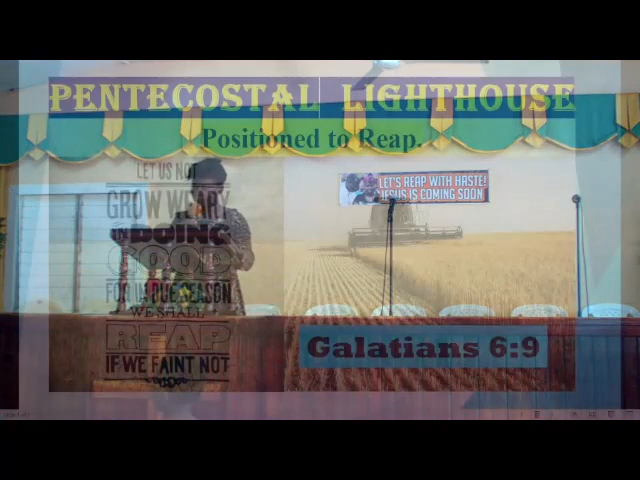 PENTECOSTAL LIGHTHOUSE
Positioned to Reap.
LET US NOT
GROW WEARY
IN DOING
GOOD
FOR IN DUE SEASON
WE SHALL
REAP
IF WE FAINT NOT
LET'S REAP WITH HASTE!
JESUS IS COMING SOON
Galatians 6:9